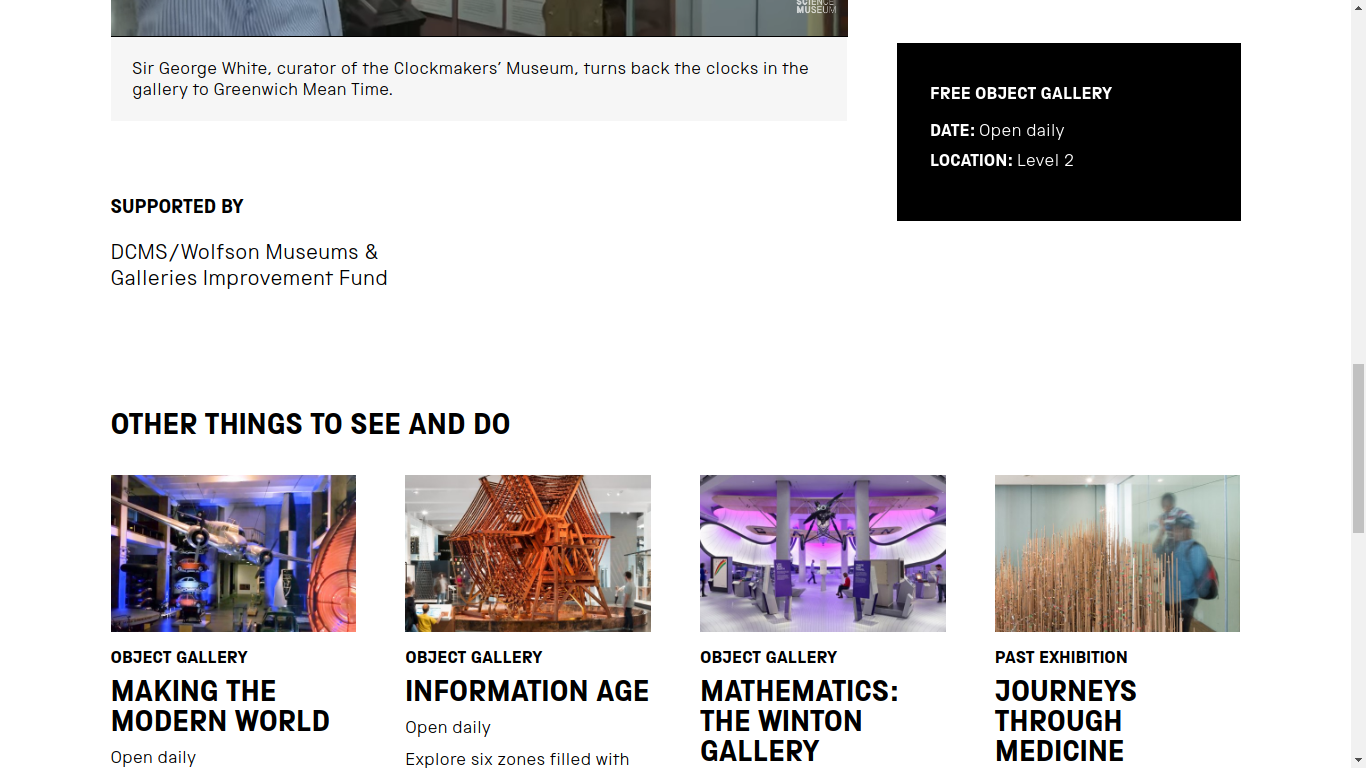 SCIENCE
MUSEUM
Sir George White, curator of the Clockmakers’ Museum, turns back the clocks in the
gallery to Greenwich Mean Time.
FREE OBJECT GALLERY
DATE: Open daily
LOCATION: Level 2
SUPPORTED BY
DCMS/Wolfson Museums &
Galleries Improvement Fund
OTHER THINGS TO SEE AND DO
OBJECT GALLERY
MAKING THE
MODERN WORLD
Open daily
OBJECT GALLERY
INFORMATION AGE
Open daily
Explore six zones filled with
OBJECT GALLERY
MATHEMATICS:
THE WINTON
GALLERY
PAST EXHIBITION
JOURNEYS
THROUGH
MEDICINE